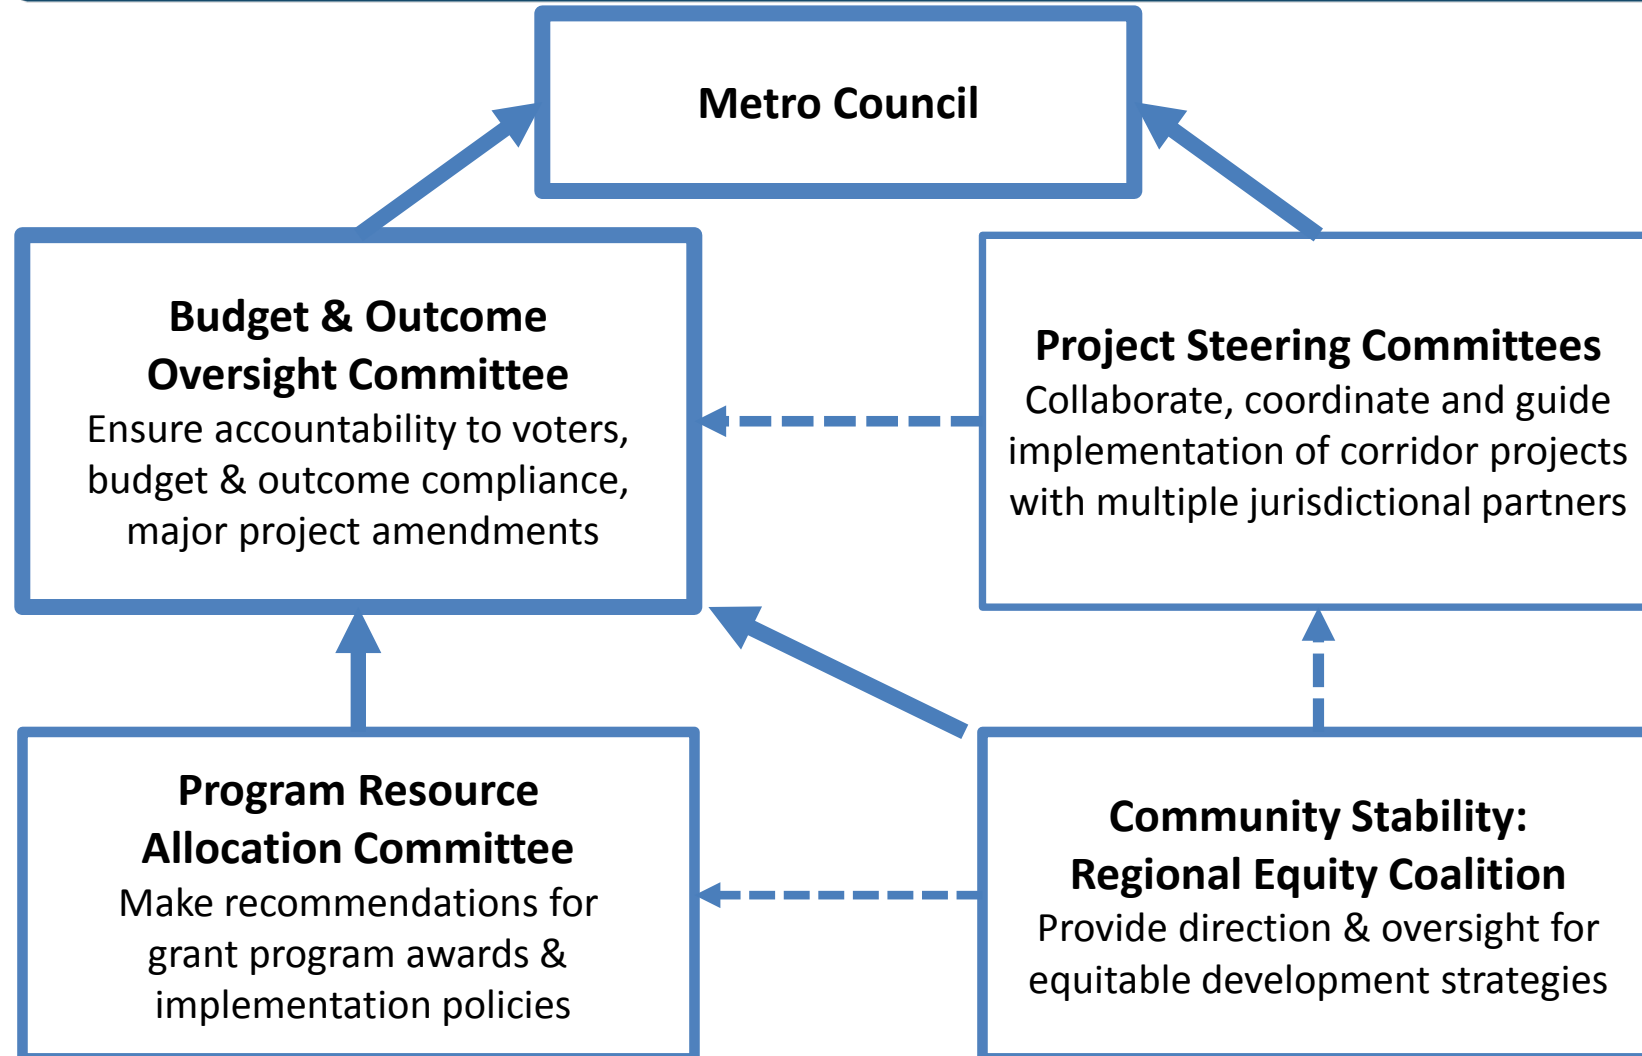 Metro Council
Budget & Outcome
Oversight Committee
Ensure accountability to voters,
budget & outcome compliance,
major project amendments
Project Steering Committees
Collaborate, coordinate and guide
implementation of corridor projects
with multiple jurisdictional partners
Program Resource
Allocation Committee
Make recommendations for
grant program awards &
implementation policies
Community Stability:
Regional Equity Coalition
Provide direction & oversight for
equitable development strategies